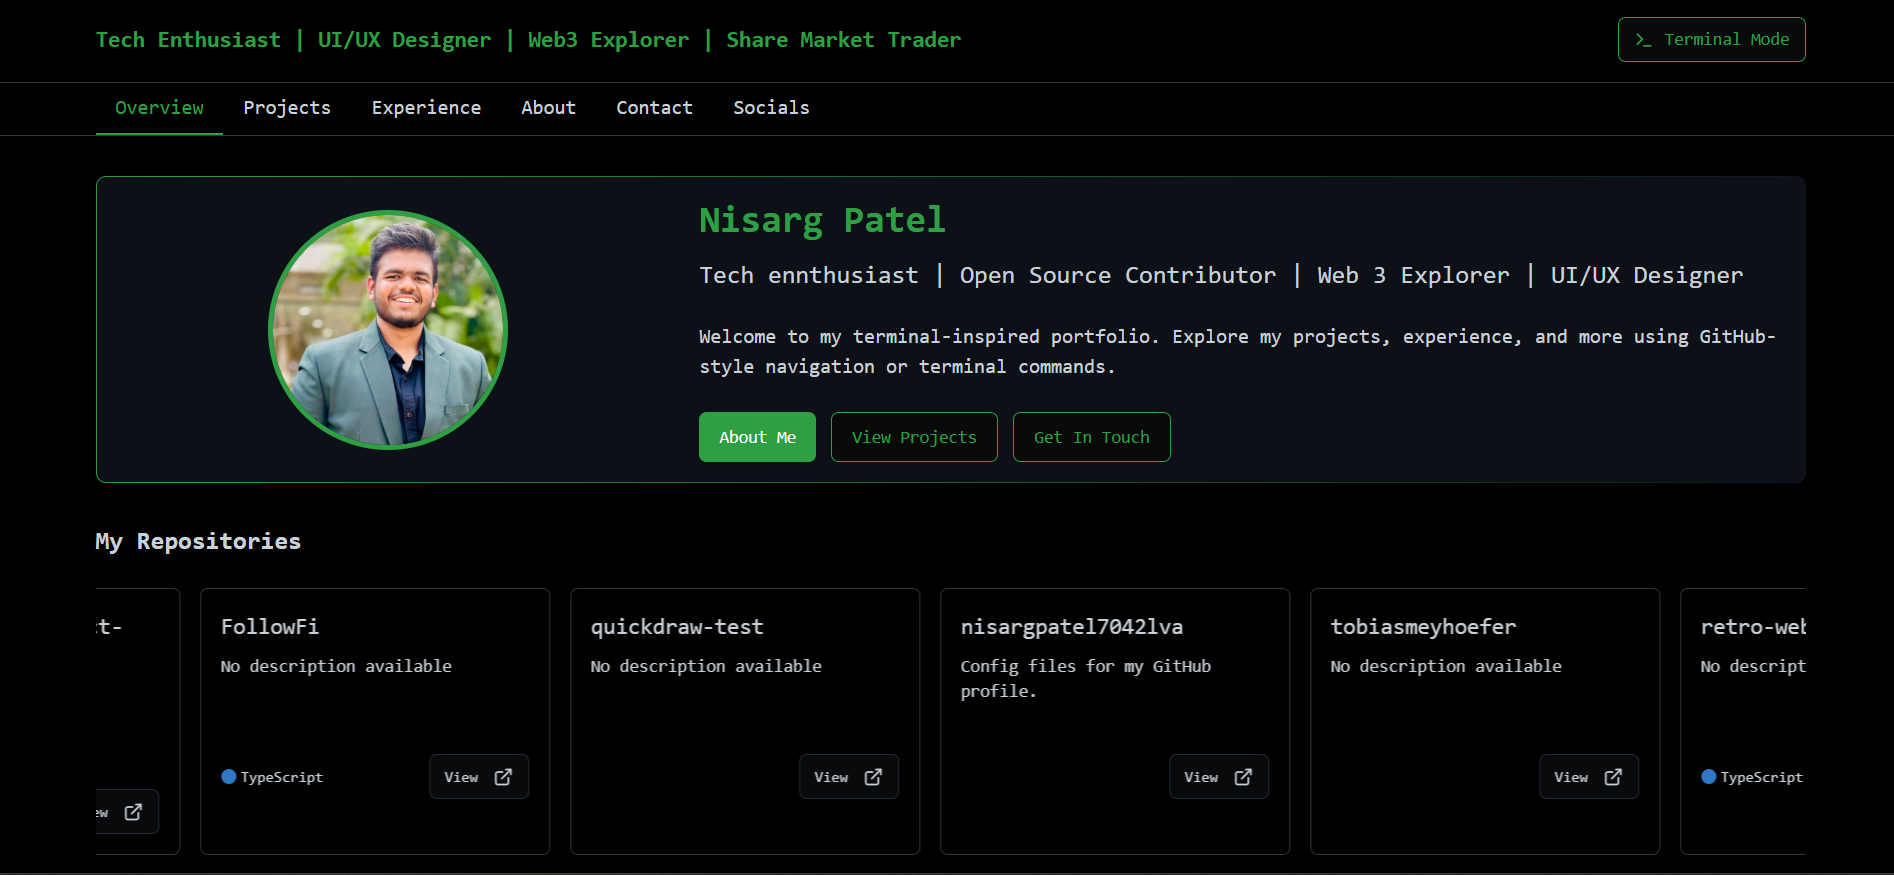 Tech Enthusiast | UI/UX Designer | Web3 Explorer | Share Market Trader
Terminal Mode
Overview Projects Experience About Contact Socials
Nisarg Patel
Tech ennthusiast | Open Source Contributor | Web 3 Explorer | UI/UX Designer
Welcome to my terminal-inspired portfolio. Explore my projects, experience, and more using GitHub-
style navigation or terminal commands.
About Me
View Projects
Get In Touch
My Repositories
FollowFi
No description available
TypeScript
View
quickdraw-test
No description available
View
nisargpatel7042lva
Config files for my GitHub
profile.
View
tobiasmeyhoefer
No description available
View
retro-web
No descript
TypeScript